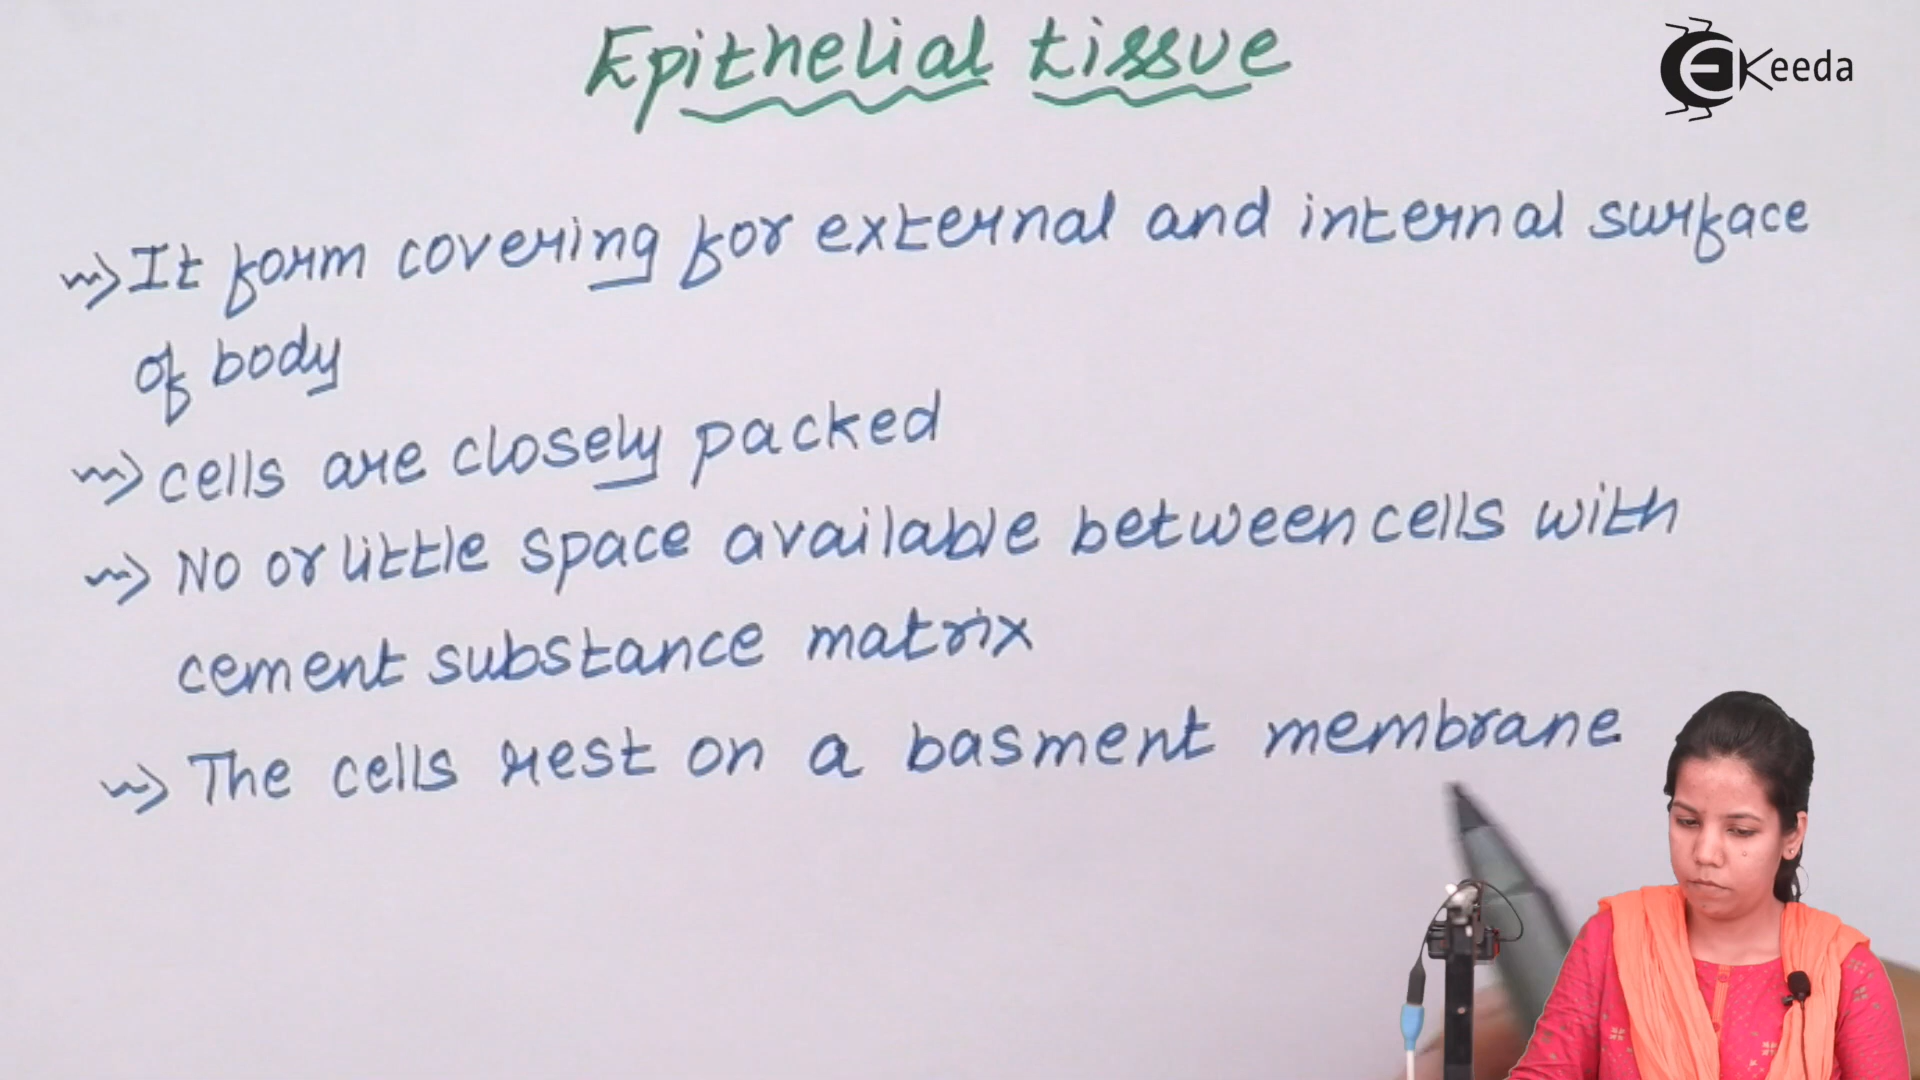 Epithelial tissue
EKeeda
It form covering for external and internal surface
of body
cells are closely packed
No or little space available between cells with
cement substance matrix
The cells rest on a basment membrane